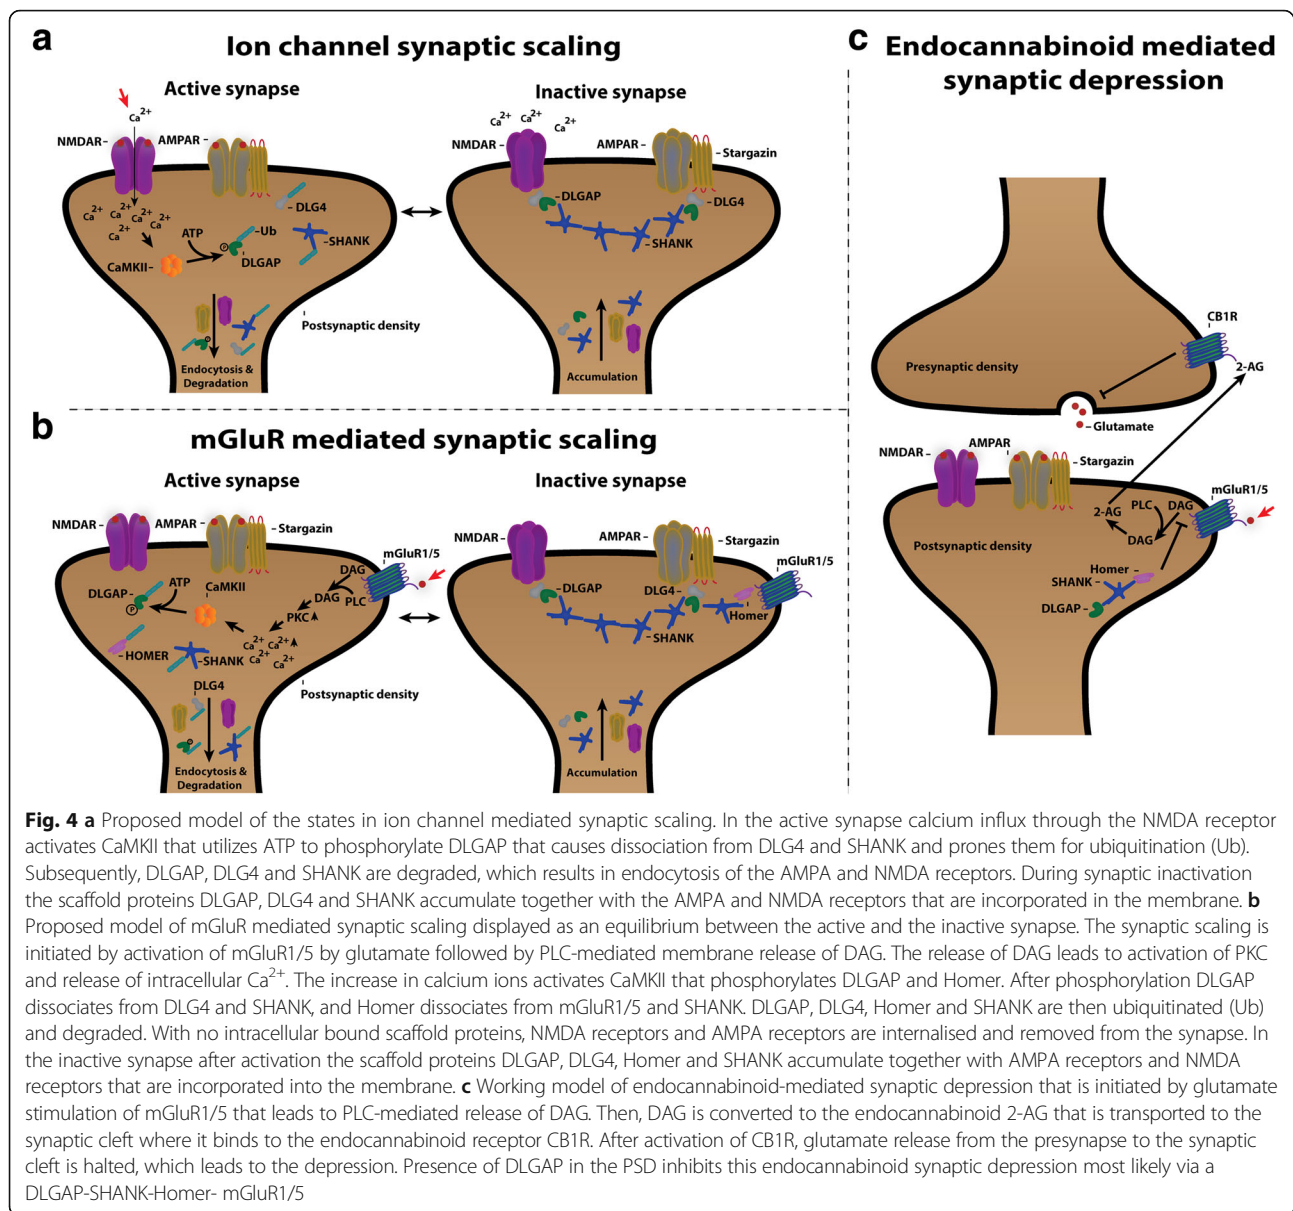 a
Ion channel synaptic scaling
Active synapse
Inactive synapse
Ca2+
NMDAR
AMPAR
Ca2+
Ca2+
Ca2+
Ca2+
Ca2+
Ca2+
ATP
CaMKII
P
Ub
DLGAP
DLG4
SHANK
Postsynaptic density
Endocytosis &
Degradation
Ca2+
Ca2+
Ca2+
NMDAR
AMPAR
Stargazin
DLGAP
DLG4
SHANK
Accumulation
b
mGluR mediated synaptic scaling
Active synapse
Inactive synapse
NMDAR
AMPAR
Stargazin
mGluR1/5
DAG
DAG
PLC
PKC
Ca2+
Ca2+
Ca2+
Ca2+
CaMKII
ATP
DLGAP
P
HOMER
SHANK
DLG4
Postsynaptic density
Endocytosis &
Degradation
NMDAR
AMPAR
Stargazin
mGluR1/5
DLGAP
DLG4
SHANK
Homer
Accumulation
c
Endocannabinoid mediated
synaptic depression
CB1R
2-AG
Presynaptic density
Glutamate
NMDAR
AMPAR
Stargazin
mGluR1/5
2-AG
PLC
DAG
DAG
Postsynaptic density
Homer
SHANK
DLGAP
Fig. 4 a Proposed model of the states in ion channel mediated synaptic scaling. In the active synapse calcium influx through the NMDA receptor
activates CaMKII that utilizes ATP to phosphorylate DLGAP that causes dissociation from DLG4 and SHANK and prones them for ubiquitination (Ub).
Subsequently, DLGAP, DLG4 and SHANK are degraded, which results in endocytosis of the AMPA and NMDA receptors. During synaptic inactivation
the scaffold proteins DLGAP, DLG4 and SHANK accumulate together with the AMPA and NMDA receptors that are incorporated in the membrane. b
Proposed model of mGluR mediated synaptic scaling displayed as an equilibrium between the active and the inactive synapse. The synaptic scaling is
initiated by activation of mGluR1/5 by glutamate followed by PLC-mediated membrane release of DAG. The release of DAG leads to activation of PKC
and release of intracellular Ca2+. The increase in calcium ions activates CaMKII that phosphorylates DLGAP and Homer. After phosphorylation DLGAP
dissociates from DLG4 and SHANK, and Homer dissociates from mGluR1/5 and SHANK. DLGAP, DLG4, Homer and SHANK are then ubiquitinated (Ub)
and degraded. With no intracellular bound scaffold proteins, NMDA receptors and AMPA receptors are internalised and removed from the synapse. In
the inactive synapse after activation the scaffold proteins DLGAP, DLG4, Homer and SHANK accumulate together with AMPA receptors and NMDA
receptors that are incorporated into the membrane. c Working model of endocannabinoid-mediated synaptic depression that is initiated by glutamate
stimulation of mGluR1/5 that leads to PLC-mediated release of DAG. Then, DAG is converted to the endocannabinoid 2-AG that is transported to the
synaptic cleft where it binds to the endocannabinoid receptor CB1R. After activation of CB1R, glutamate release from the presynapse to the synaptic
cleft is halted, which leads to the depression. Presence of DLGAP in the PSD inhibits this endocannabinoid synaptic depression most likely via a
DLGAP-SHANK-Homer- mGluR1/5